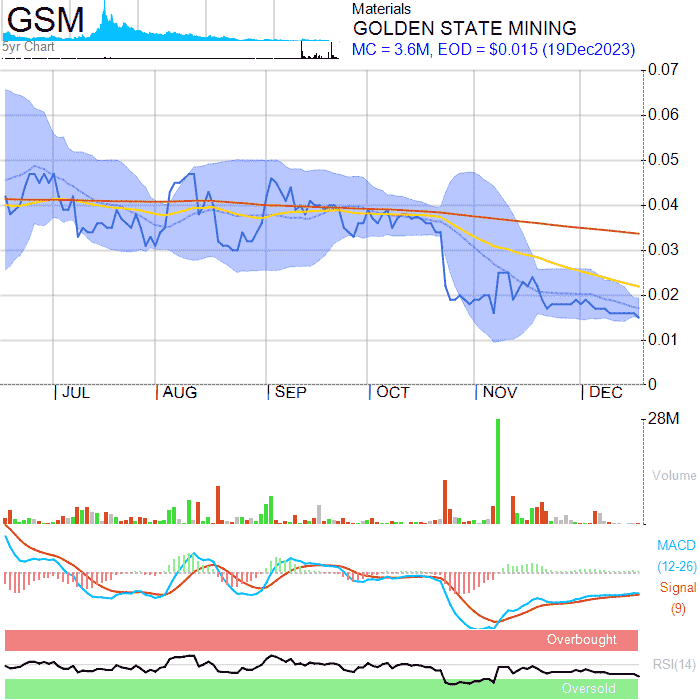 GSM
5yr Chart
Materials
GOLDEN STATE MINING
MC = 3.6M, EOD = $0.015 (19Dec2023)
0.07
0.06
0.05
0.04
0.03
0.02
0.01
0
JUL AUG SEP OCT NOV DEC
28M
Volume
MACD
(12-26)
Signal
(9)
Overbought
RSI(14)
Oversold